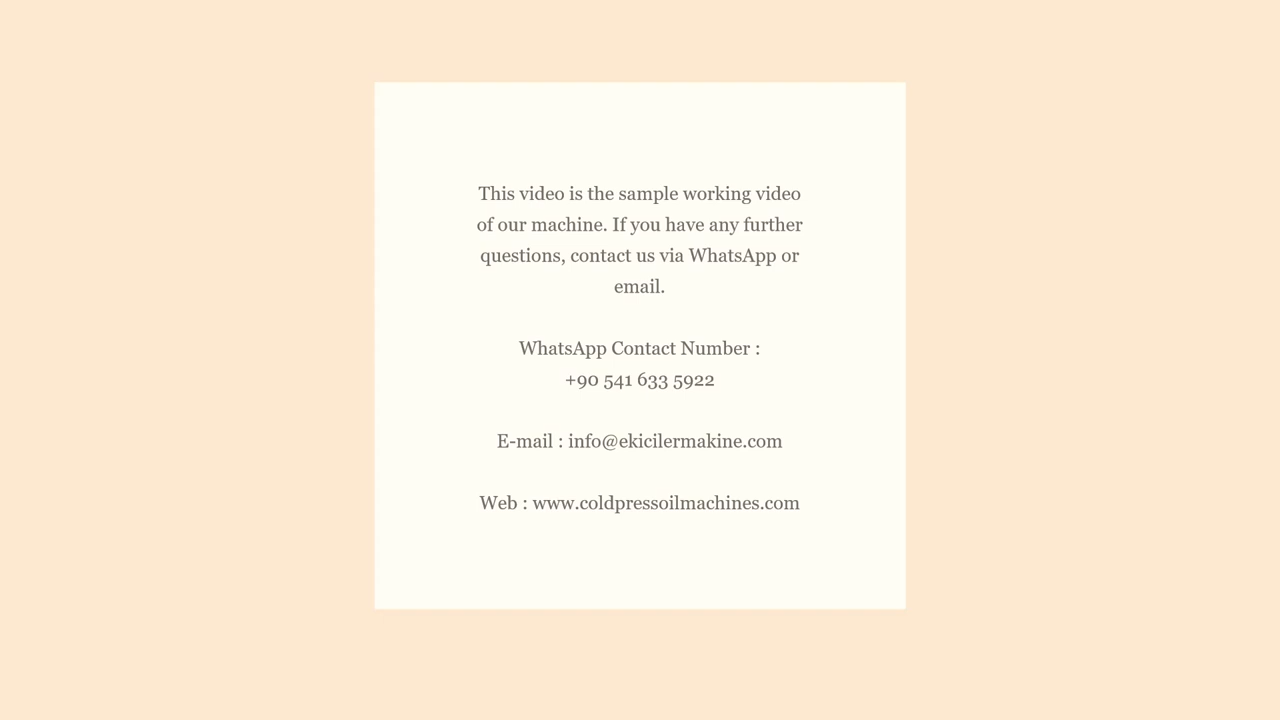 This video is the sample working video
of our machine. If you have any further
questions, contact us via WhatsApp or
email.
WhatsApp Contact Number :
+90 541 633 5922
E-mail : info@ekicilermakine.com
Web : www.coldpressoilmachines.com